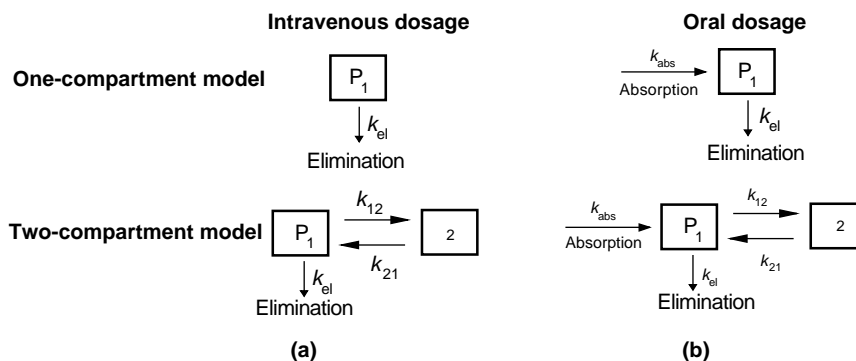 Intravenous dosage
Oral dosage
One-compartment model
P1
kel
Elimination
kabs
Absorption
P1
kel
Elimination
Two-compartment model
P1
k12
k21
2
kel
Elimination
kabs
Absorption
P1
k12
k21
2
kel
Elimination
(a)
(b)